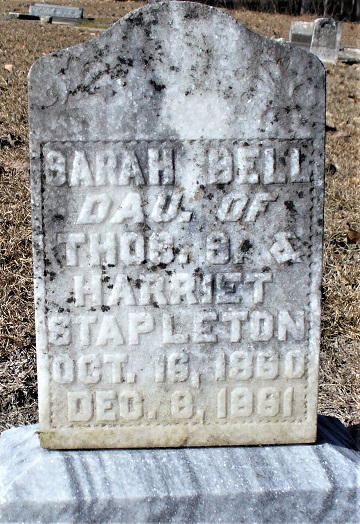 SARAH BELL
DAU. OF
THOS. S. &
HARRIET
STAPLETON
OCT. 16, 1860
DEC. 8, 1861